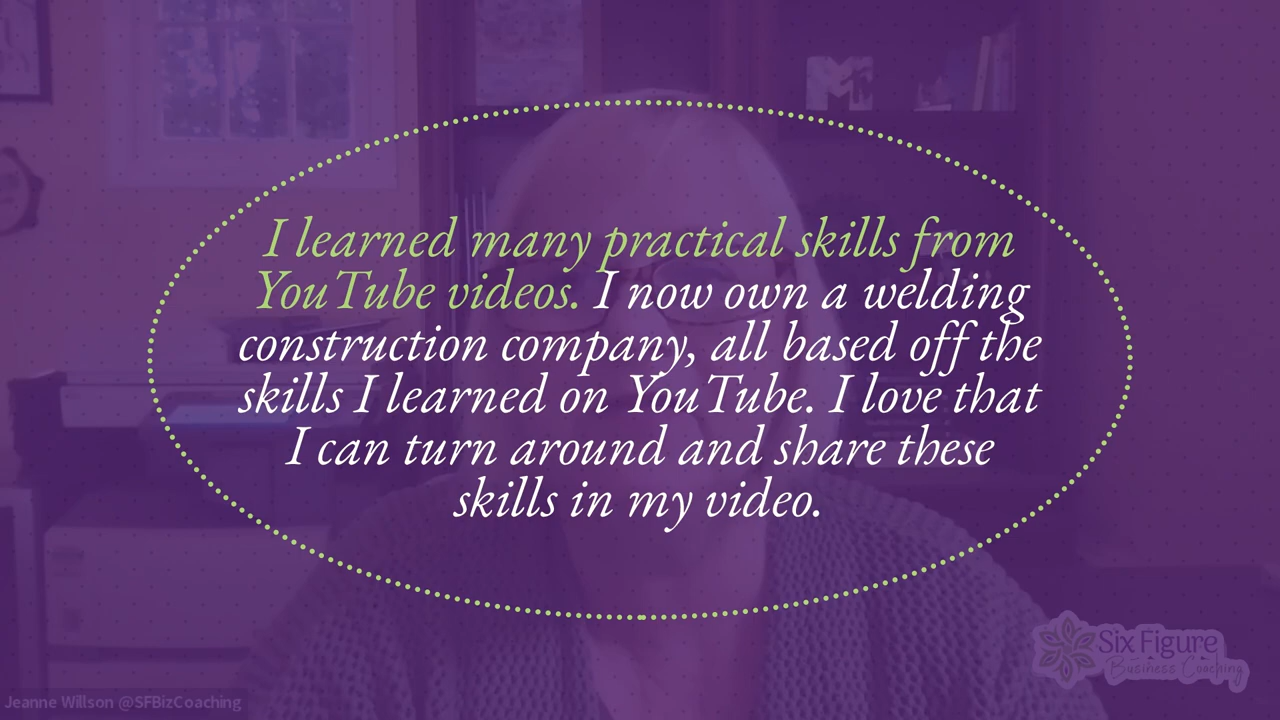 I learned many practical skills from
YouTube videos. I now own a welding
construction company, all based off the
skills I learned on YouTube. I love that
I can turn around and share these
skills in my video.
Six Figure
Business Coaching
Jeanne Willson @SFBizCoaching